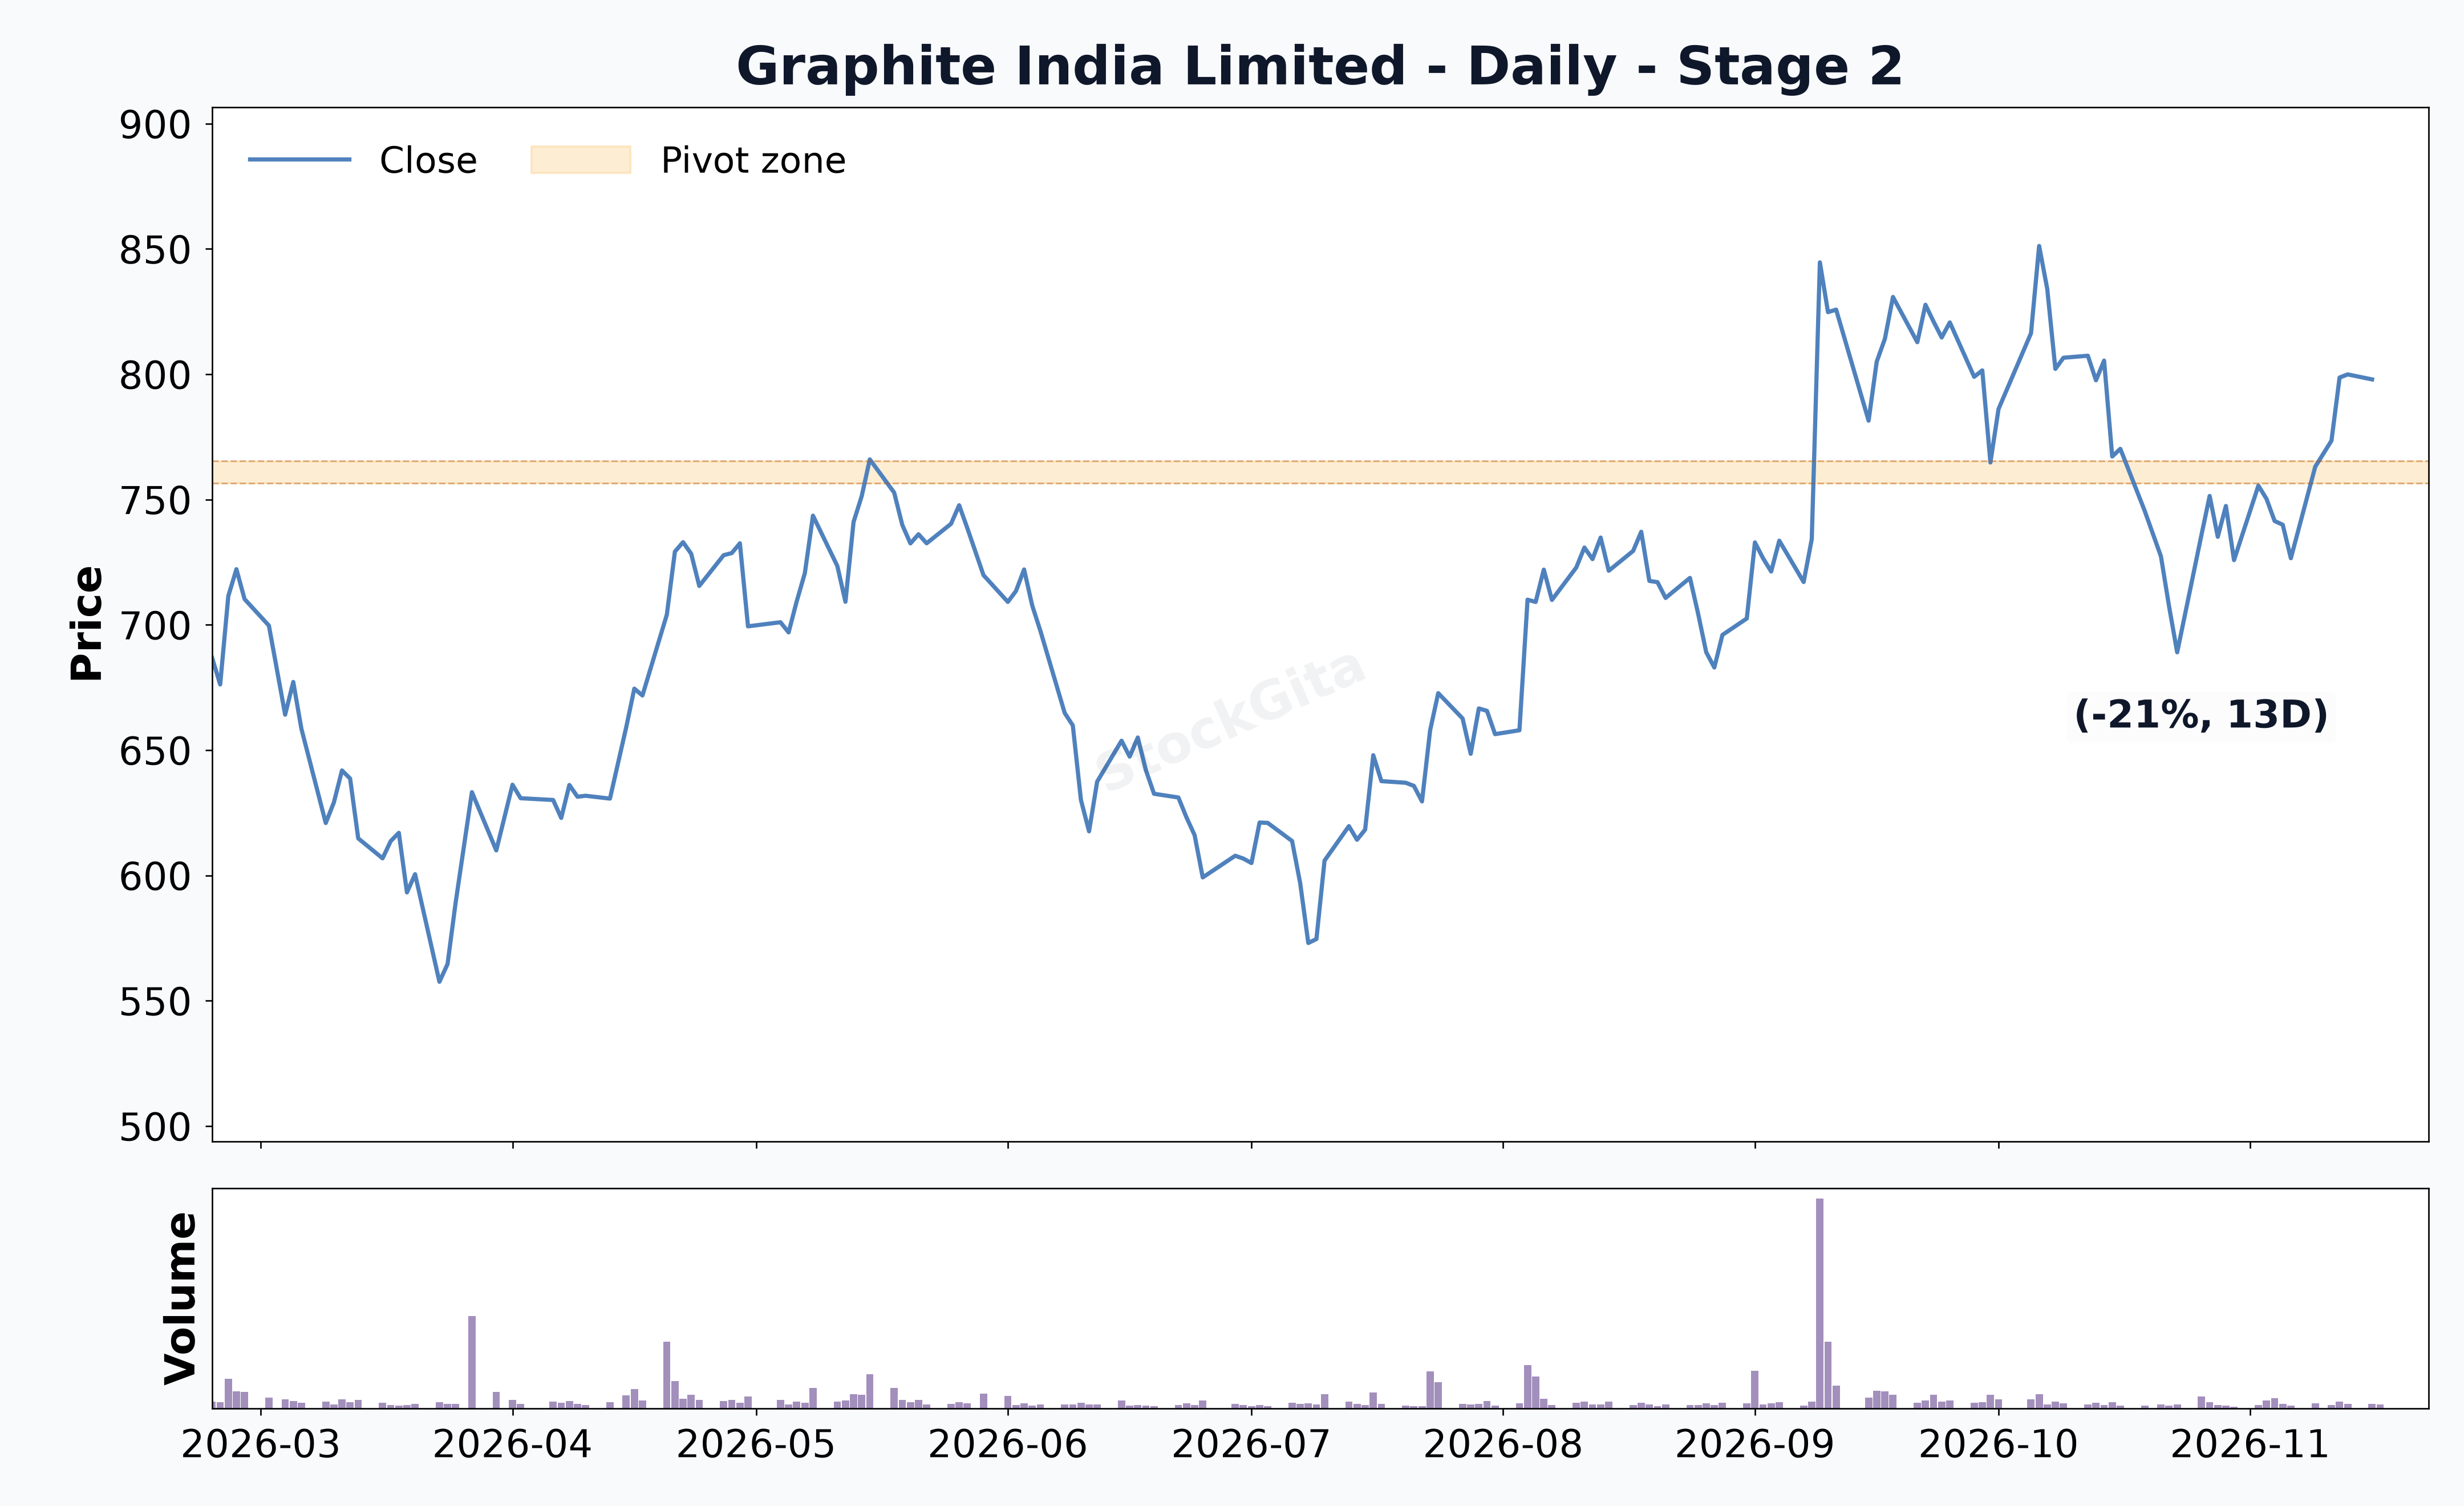 Graphite India Limited - Daily - Stage 2
Close
Pivot zone
900
850
800
750
700
650
600
550
500
Price
StockGita
(-21%, 13D)
Volume
2026-03
2026-04
2026-05
2026-06
2026-07
2026-08
2026-09
2026-10
2026-11